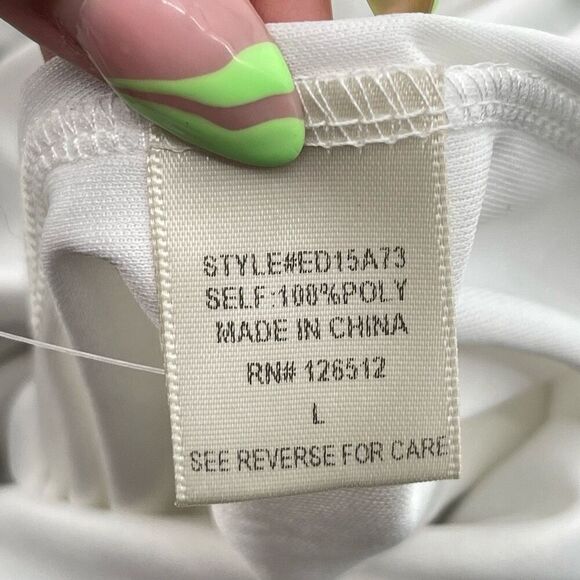 STYLE#ED15A73
SELF:100%POLY
MADE IN CHINA
RN# 126512
L
SEE REVERSE FOR CARE